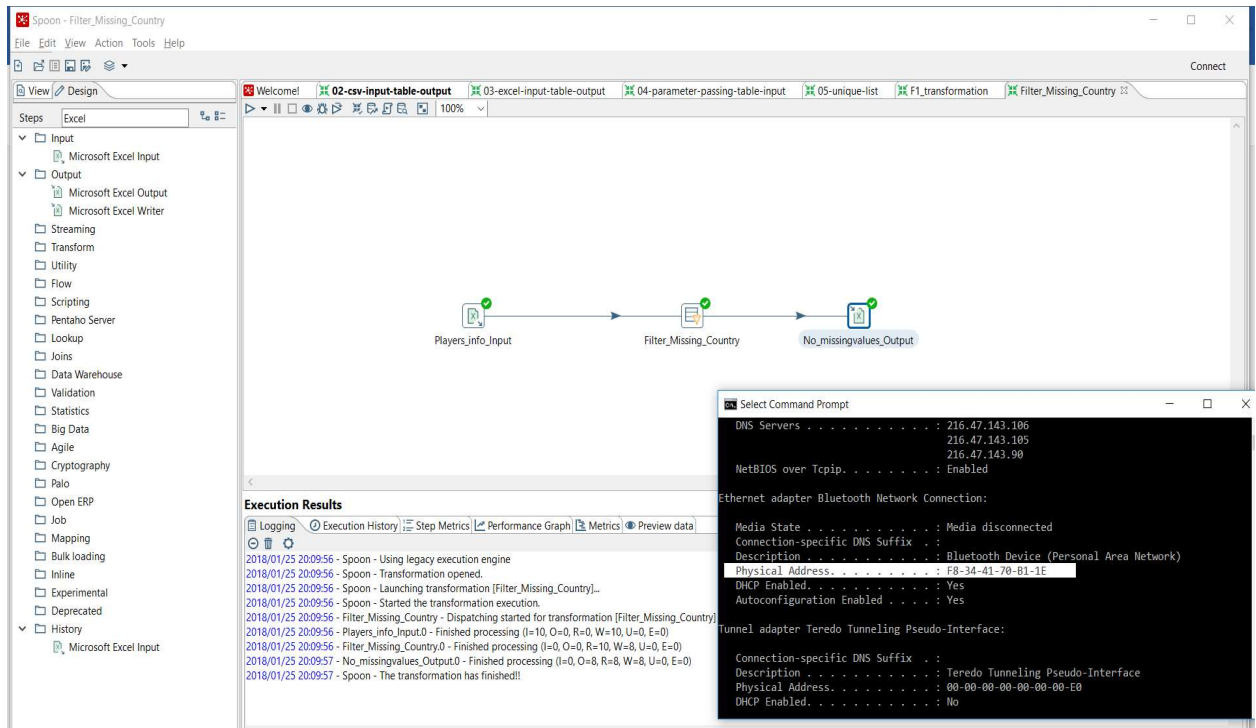 Spoon - Filter_Missing_Country
File Edit View Action Tools Help
Connect
View Design
Steps Excel
Input
Microsoft Excel Input
Output
Microsoft Excel Output
Microsoft Excel Writer
Streaming
Transform
Utility
Flow
Scripting
Pentaho Server
Lookup
Joins
Data Warehouse
Validation
Statistics
Big Data
Agile
Cryptography
Palo
Open ERP
Job
Mapping
Bulk loading
Inline
Experimental
Deprecated
History
Microsoft Excel Input
Welcome! 02-csv-input-table-output 03-excel-input-table-output 04-parameter-passing-table-input 05-unique-list F1_transformation Filter_Missing_Country
100%
Players_info_Input Filter_Missing_Country No_missingvalues_Output
Execution Results
Logging Execution History Step Metrics Performance Graph Metrics Preview data
2018/01/25 20:09:56 - Spoon - Using legacy execution engine
2018/01/25 20:09:56 - Spoon - Transformation opened.
2018/01/25 20:09:56 - Spoon - Launching transformation [Filter_Missing_Country]...
2018/01/25 20:09:56 - Spoon - Started the transformation execution.
2018/01/25 20:09:56 - Filter_Missing_Country - Dispatching started for transformation [Filter_Missing_Country]
2018/01/25 20:09:56 - Players_info_Input.0 - Finished processing (I=10, O=0, R=0, W=10, U=0, E=0)
2018/01/25 20:09:56 - Filter_Missing_Country.0 - Finished processing (I=0, O=0, R=10, W=8, U=0, E=0)
2018/01/25 20:09:57 - No_missingvalues_Output.0 - Finished processing (I=0, O=8, R=8, W=8, U=0, E=0)
2018/01/25 20:09:57 - Spoon - The transformation has finished!!
Select Command Prompt
DNS Servers . . . . . . . . . . . : 216.47.143.106
216.47.143.105
216.47.143.90
NetBIOS over Tcpip. . . . . . . . : Enabled
Ethernet adapter Bluetooth Network Connection:
Media State . . . . . . . . . . . : Media disconnected
Connection-specific DNS Suffix . :
Description . . . . . . . . . . . : Bluetooth Device (Personal Area Network)
Physical Address. . . . . . . . . : F8-34-41-70-B1-1E
DHCP Enabled. . . . . . . . . . . : Yes
Autoconfiguration Enabled . . . . : Yes
Tunnel adapter Teredo Tunneling Pseudo-Interface:
Connection-specific DNS Suffix . :
Description . . . . . . . . . . . : Teredo Tunneling Pseudo-Interface
Physical Address. . . . . . . . . : 00-00-00-00-00-00-00-E0
DHCP Enabled. . . . . . . . . . . : No